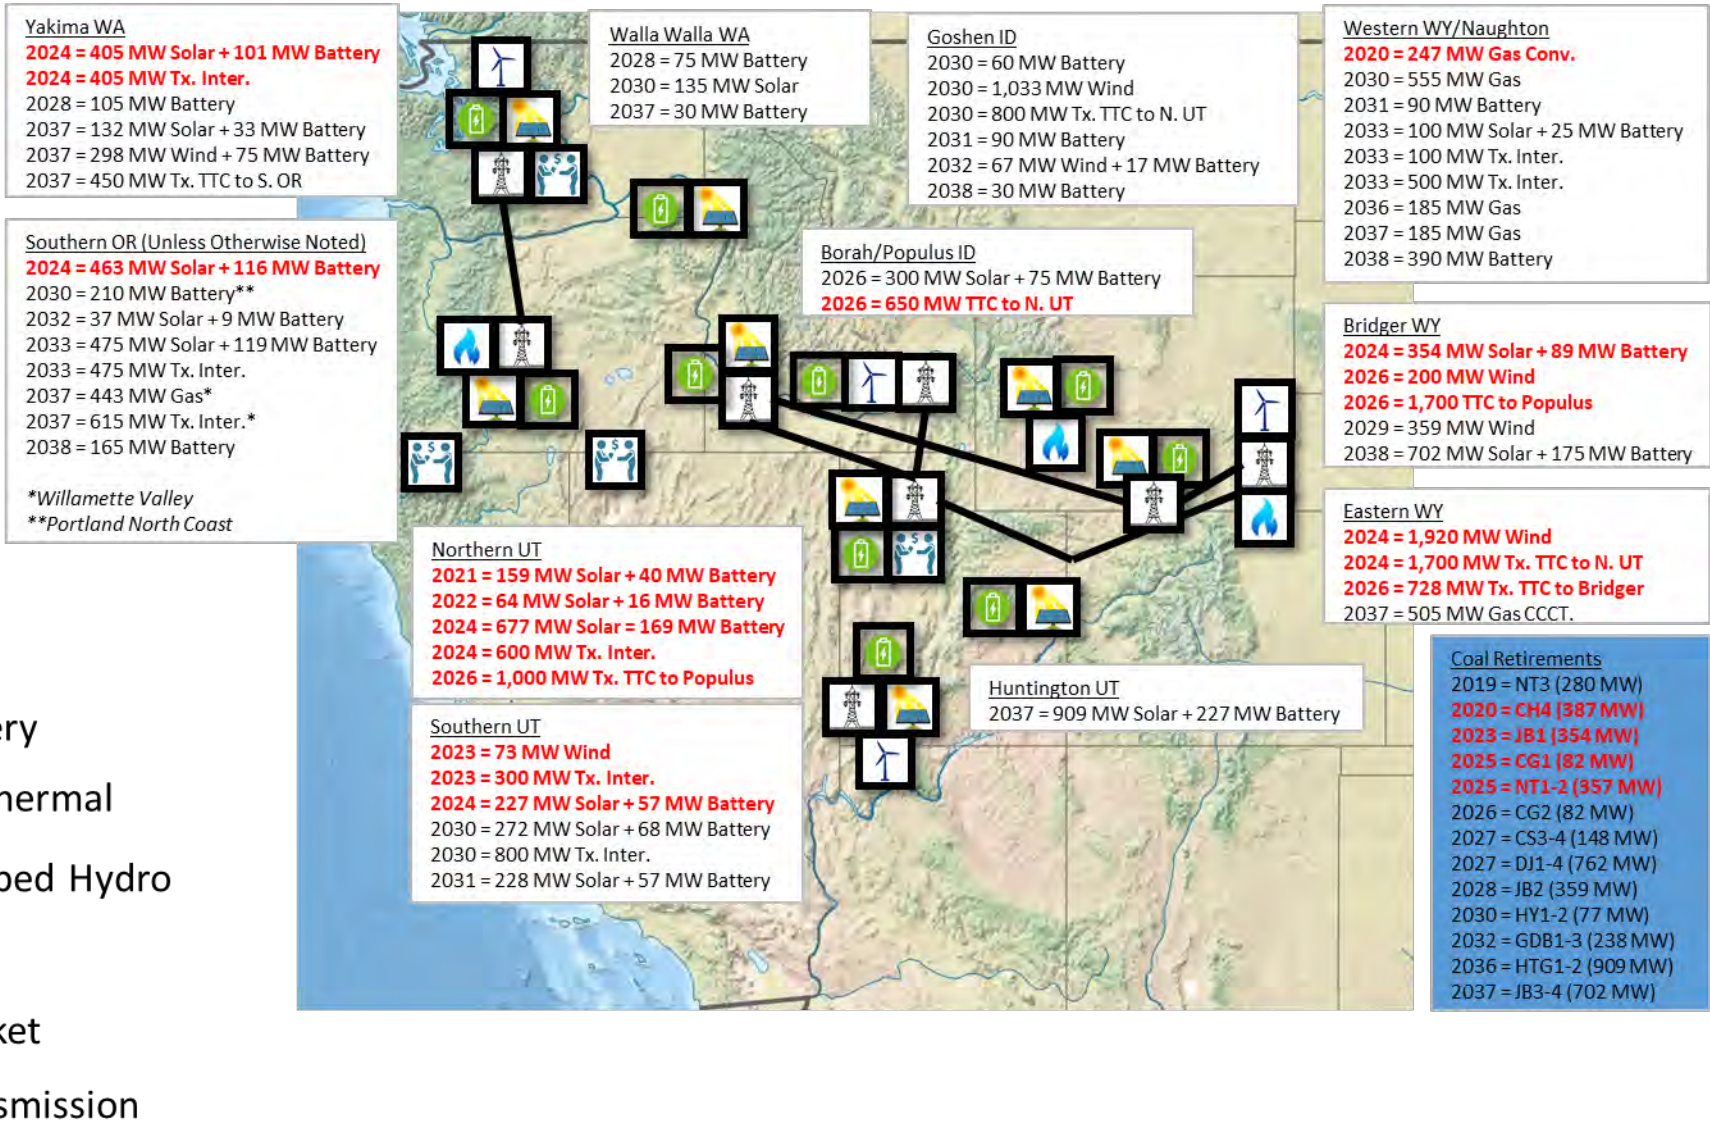 Yakima WA
2024 = 405 MW Solar + 101 MW Battery
2024 = 405 MW Tx. Inter.
2028 = 105 MW Battery
2037 = 132 MW Solar + 33 MW Battery
2037 = 298 MW Wind + 75 MW Battery
2037 = 450 MW Tx. TTC to S. OR
Walla Walla WA
2028 = 75 MW Battery
2030 = 135 MW Solar
2037 = 30 MW Battery
Goshen ID
2030 = 60 MW Battery
2030 = 1,033 MW Wind
2030 = 800 MW Tx. TTC to N. UT
2031 = 90 MW Battery
2032 = 67 MW Wind + 17 MW Battery
2038 = 30 MW Battery
Western WY/Naughton
2020 = 247 MW Gas Conv.
2030 = 555 MW Gas
2031 = 90 MW Battery
2033 = 100 MW Solar + 25 MW Battery
2033 = 100 MW Tx. Inter.
2033 = 500 MW Tx. Inter.
2036 = 185 MW Gas
2037 = 185 MW Gas
2038 = 390 MW Battery
Southern OR (Unless Otherwise Noted)
2024 = 463 MW Solar + 116 MW Battery
2030 = 210 MW Battery**
2032 = 37 MW Solar + 9 MW Battery
2033 = 475 MW Solar + 119 MW Battery
2033 = 475 MW Tx. Inter.
2037 = 443 MW Gas*
2037 = 615 MW Tx. Inter.*
2038 = 165 MW Battery
*Willamette Valley
**Portland North Coast
Borah/Populus ID
2026 = 300 MW Solar + 75 MW Battery
2026 = 650 MW TTC to N. UT
Bridger WY
2024 = 354 MW Solar + 89 MW Battery
2026 = 200 MW Wind
2026 = 1,700 TTC to Populus
2029 = 359 MW Wind
2038 = 702 MW Solar + 175 MW Battery
Eastern WY
2024 = 1,920 MW Wind
2024 = 1,700 MW Tx. TTC to N. UT
2026 = 728 MW Tx. TTC to Bridger
2037 = 505 MW Gas CCCT.
Northern UT
2021 = 159 MW Solar + 40 MW Battery
2022 = 64 MW Solar + 16 MW Battery
2024 = 677 MW Solar = 169 MW Battery
2024 = 600 MW Tx. Inter.
2026 = 1,000 MW Tx. TTC to Populus
Southern UT
2023 = 73 MW Wind
2023 = 300 MW Tx. Inter.
2024 = 227 MW Solar + 57 MW Battery
2030 = 272 MW Solar + 68 MW Battery
2030 = 800 MW Tx. Inter.
2031 = 228 MW Solar + 57 MW Battery
Huntington UT
2037 = 909 MW Solar + 227 MW Battery
Coal Retirements
2019 = NT3 (280 MW)
2020 = CH4 (387 MW)
2023 = JB1 (354 MW)
2025 = CG1 (82 MW)
2025 = NT1-2 (357 MW)
2026 = CG2 (82 MW)
2027 = CS3-4 (148 MW)
2027 = DJ1-4 (762 MW)
2028 = JB2 (359 MW)
2030 = HY1-2 (77 MW)
2032 = GDB1-3 (238 MW)
2036 = HTG1-2 (909 MW)
2037 = JB3-4 (702 MW)
ery
hermal
ped Hydro
ket
smission